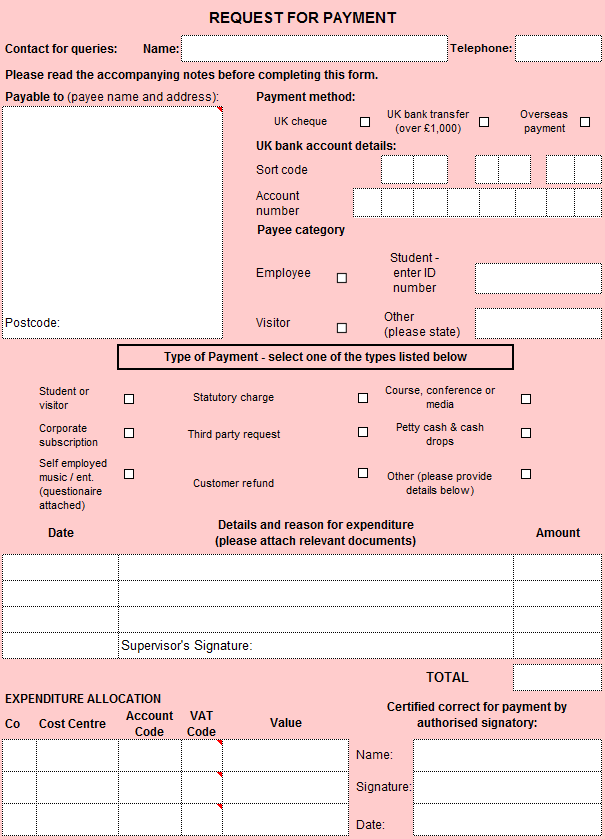 REQUEST FOR PAYMENT
Contact for queries: Name: Telephone:
Please read the accompanying notes before completing this form.
Payable to (payee name and address):
Postcode:
Payment method:
UK cheque
UK bank transfer
(over £1,000)
Overseas
payment
UK bank account details:
Sort code
Account
number
Payee category
Employee
Student -
enter ID
number
Visitor
Other
(please state)
Type of Payment - select one of the types listed below
Student or
visitor
Statutory charge
Course, conference or
media
Corporate
subscription
Third party request
Petty cash & cash
drops
Self employed
music / ent.
(questionaire
attached)
Customer refund
Other (please provide
details below)
Date
Details and reason for expenditure
(please attach relevant documents)
Amount
Supervisor's Signature:
TOTAL
EXPENDITURE ALLOCATION
Co
Cost Centre
Account
Code
VAT
Code
Value
Certified correct for payment by
authorised signatory:
Name:
Signature:
Date: